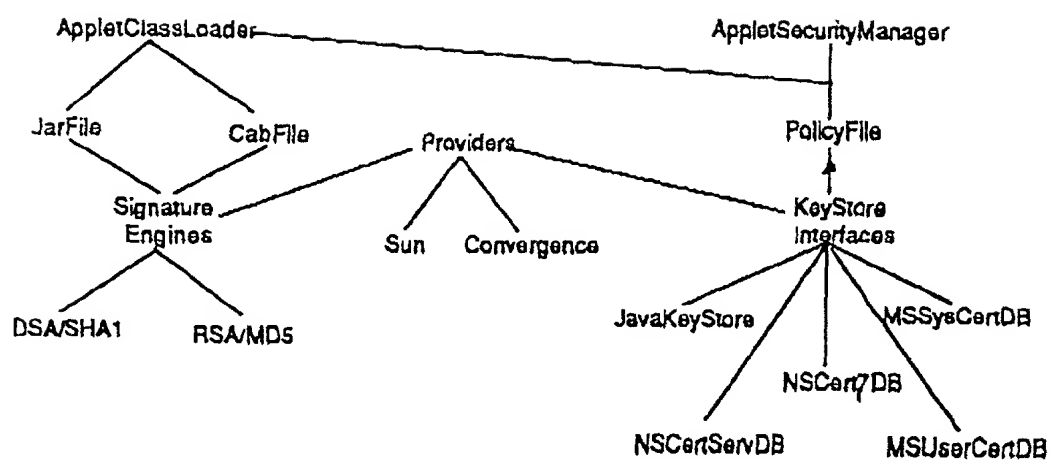 AppletClassLoader AppletSecurityManager
JarFile CabFile Providers PolicyFile
Signature
Engines
KeyStore
Interfaces
Sun Convergence
DSA/SHA1 RSA/MD5
JavaKeyStore MSSysCertDB
NSCert7DB
NSCertServDB MSUserCertDB